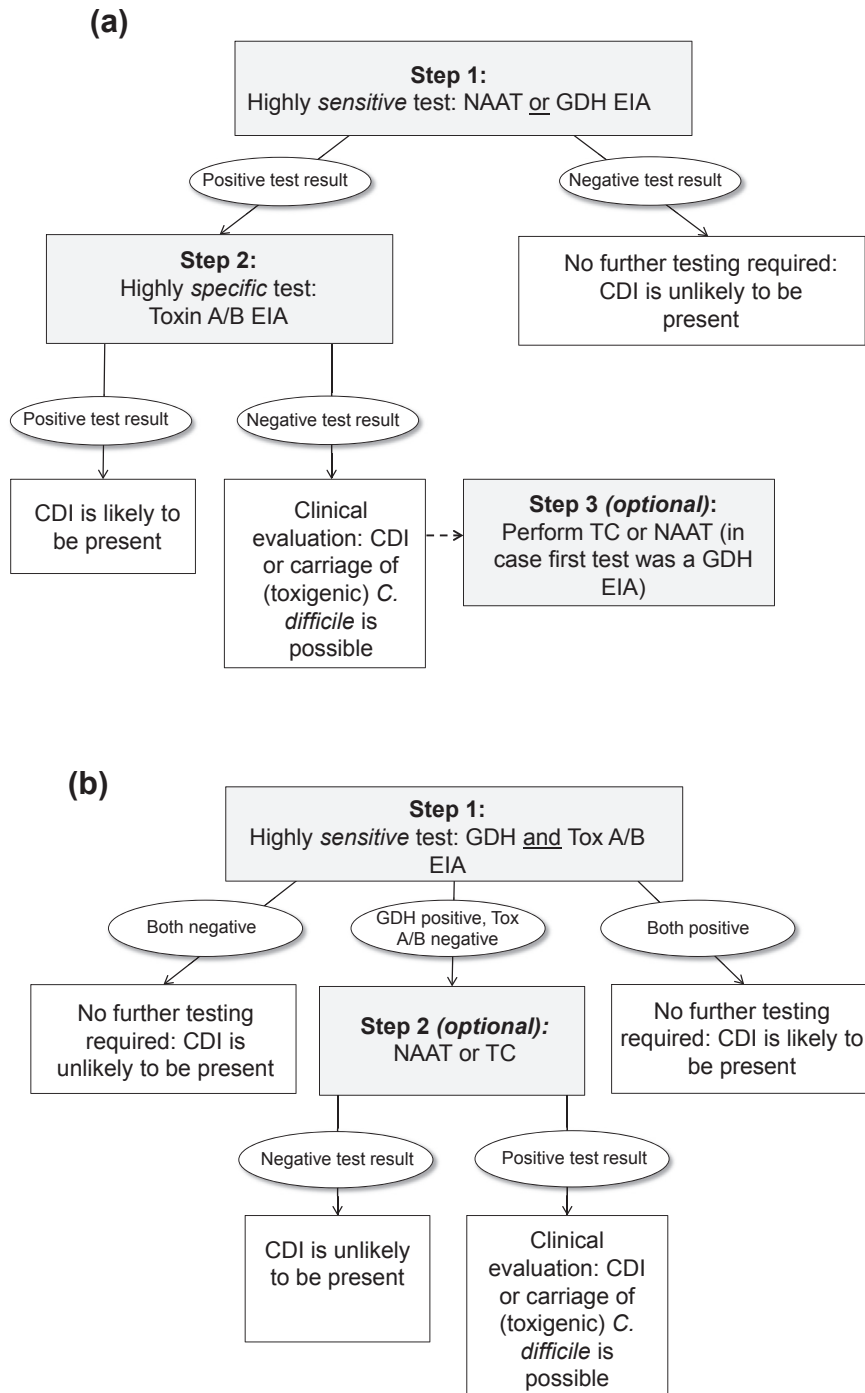 (a)
Step 1:
Highly sensitive test: NAAT or GDH EIA
Positive test result
Negative test result
Step 2:
Highly specific test:
Toxin A/B EIA
No further testing required:
CDI is unlikely to be
present
Positive test result
Negative test result
CDI is likely to
be present
Clinical
evaluation: CDI
or carriage of
(toxigenic) C.
difficile is
possible
Step 3 (optional):
Perform TC or NAAT (in
case first test was a GDH
EIA)
(b)
Step 1:
Highly sensitive test: GDH and Tox A/B
EIA
Both negative
GDH positive, Tox
A/B negative
Both positive
No further testing
required: CDI is
unlikely to be present
Step 2 (optional):
NAAT or TC
No further testing
required: CDI is likely to
be present
Negative test result
Positive test result
CDI is unlikely
to be present
Clinical
evaluation: CDI
or carriage of
(toxigenic) C.
difficile is
possible